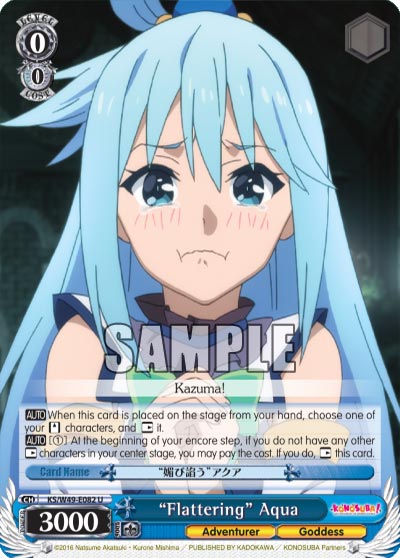 LEVEL
0
0
COST
SAMPLE
Kazuma!
AUTO When this card is placed on the stage from your hand, choose one of
your characters, and it.
AUTO [①] At the beginning of your encore step, if you do not have any other
characters in your center stage, you may pay the cost. If you do, this card.
Card Name
“媚び諂う”アクア
CH
KS/W49-E082 U
POWER
3000
SOUL
“Flattering” Aqua
KONOSUBA!
Adventurer
Goddess
©2016 Natsume Akatsuki・Kurone Mishima / PUBLISHED BY KADOKAWA / KONOSUBA Partners